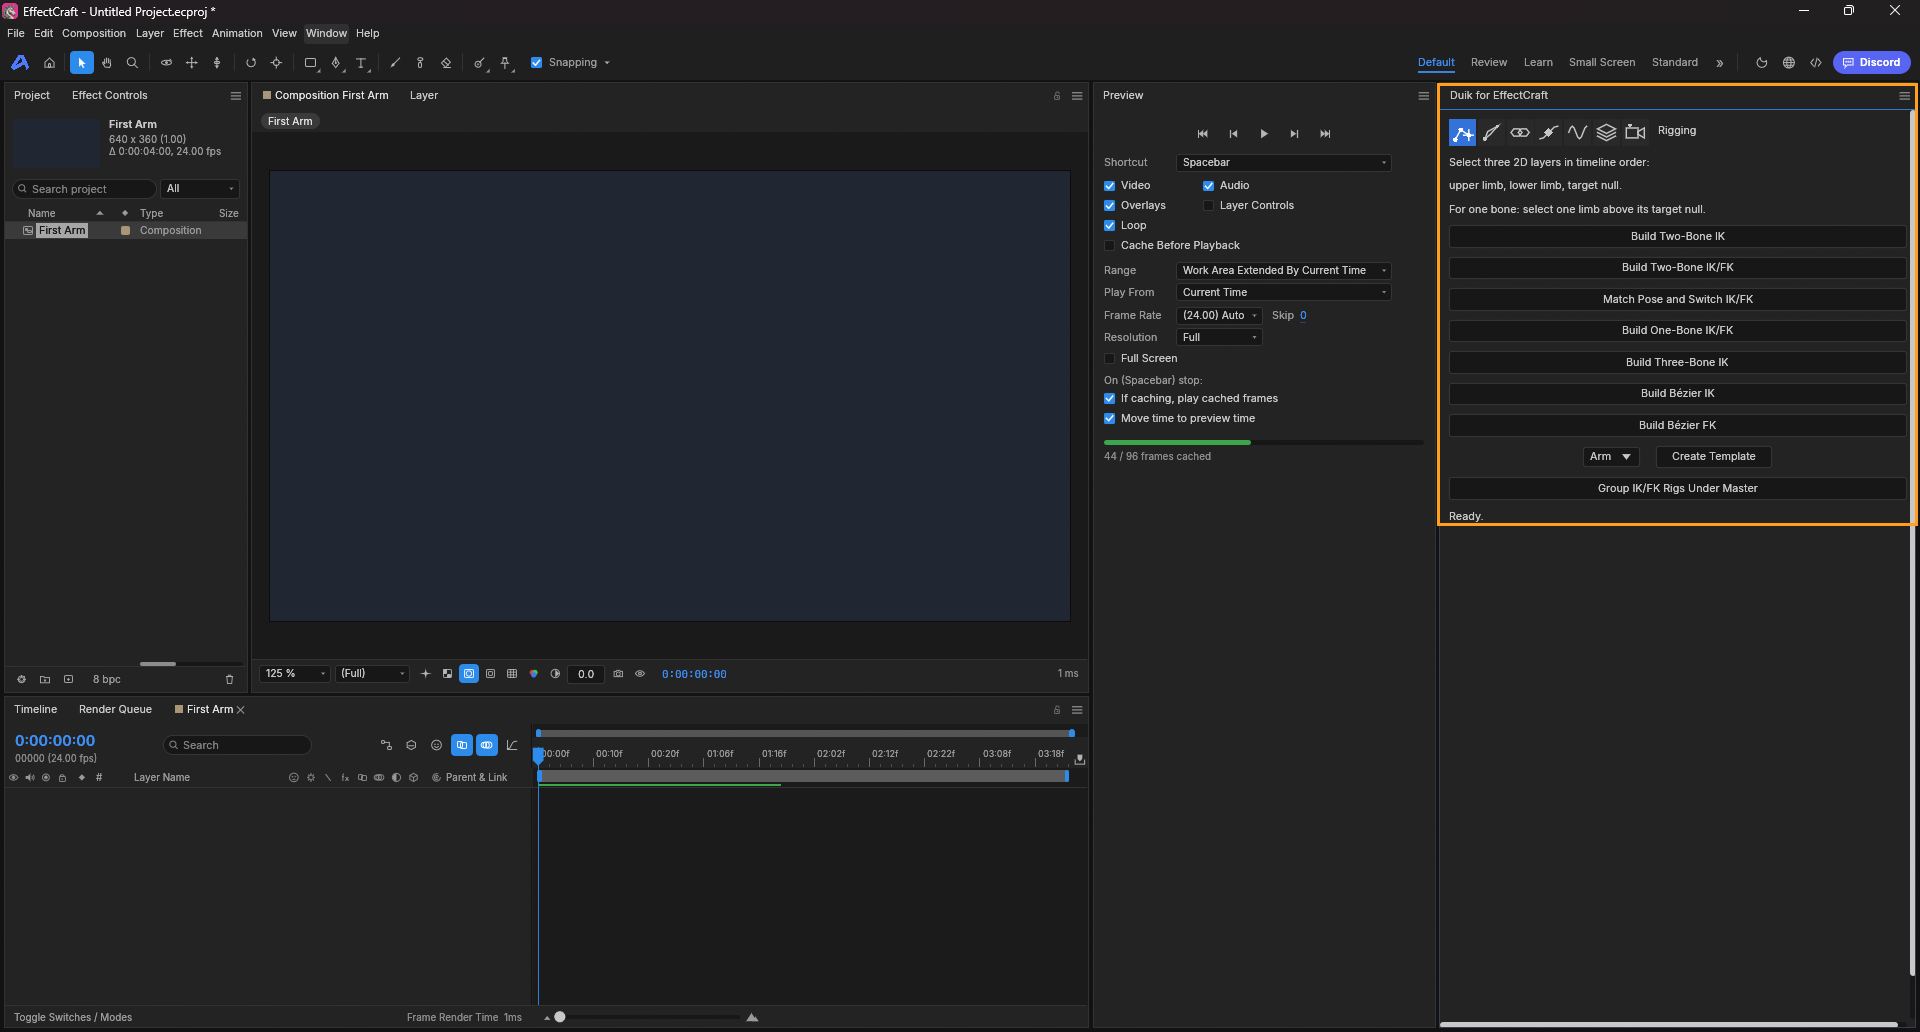 EffectCraft - Untitled Project.ecproj *
File Edit Composition Layer Effect Animation View Window Help
Snapping
Default Review Learn Small Screen Standard » Discord
Project Effect Controls
First Arm
640 x 360 (1.00)
Δ 0:00:04:00, 24.00 fps
Search project All
Name Type Size
First Arm Composition
8 bpc
Composition First Arm Layer
First Arm
125 % (Full) 0.0 0:00:00:00 1 ms
Preview
Shortcut Spacebar
Video Audio
Overlays Layer Controls
Loop
Cache Before Playback
Range Work Area Extended By Current Time
Play From Current Time
Frame Rate (24.00) Auto Skip 0
Resolution Full
Full Screen
On (Spacebar) stop:
If caching, play cached frames
Move time to preview time
44 / 96 frames cached
Duik for EffectCraft
Rigging
Select three 2D layers in timeline order:
upper limb, lower limb, target null.
For one bone: select one limb above its target null.
Build Two-Bone IK
Build Two-Bone IK/FK
Match Pose and Switch IK/FK
Build One-Bone IK/FK
Build Three-Bone IK
Build Bézier IK
Build Bézier FK
Arm Create Template
Group IK/FK Rigs Under Master
Ready.
Timeline Render Queue First Arm
0:00:00:00
00000 (24.00 fps)
Search
00:00f 00:10f 00:20f 01:06f 01:16f 02:02f 02:12f 02:22f 03:08f 03:18f
# Layer Name fx Parent & Link
Toggle Switches / Modes Frame Render Time 1ms